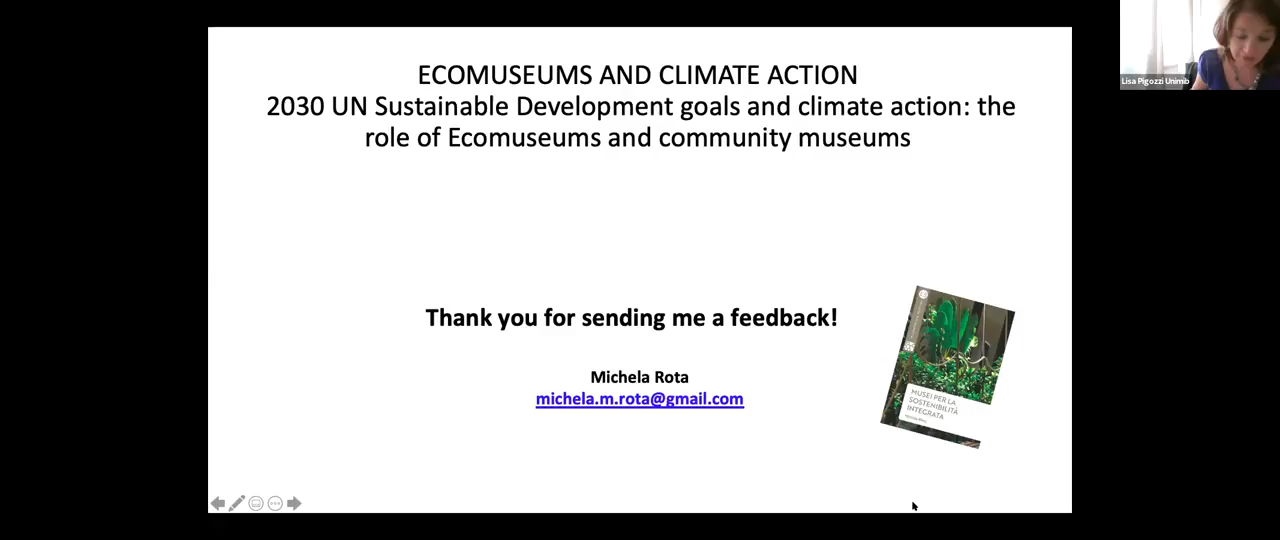 ECOMUSEUMS AND CLIMATE ACTION
2030 UN Sustainable Development goals and climate action: the
role of Ecomuseums and community museums
Thank you for sending me a feedback!
Michela Rota
michela.m.rota@gmail.com
MUSEI PER LA
SOSTENIBILITÀ
INTEGRATA
Lisa Pigozzi Unimib